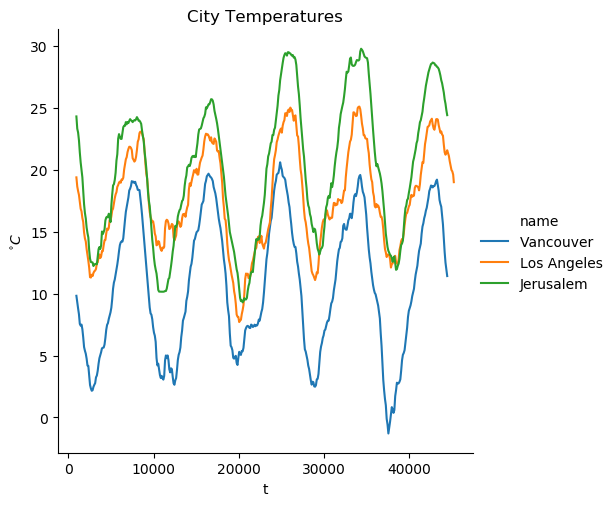 City Temperatures
30
25
20
15
10
5
0
°C
0 10000 20000 30000 40000
t
name
Vancouver
Los Angeles
Jerusalem